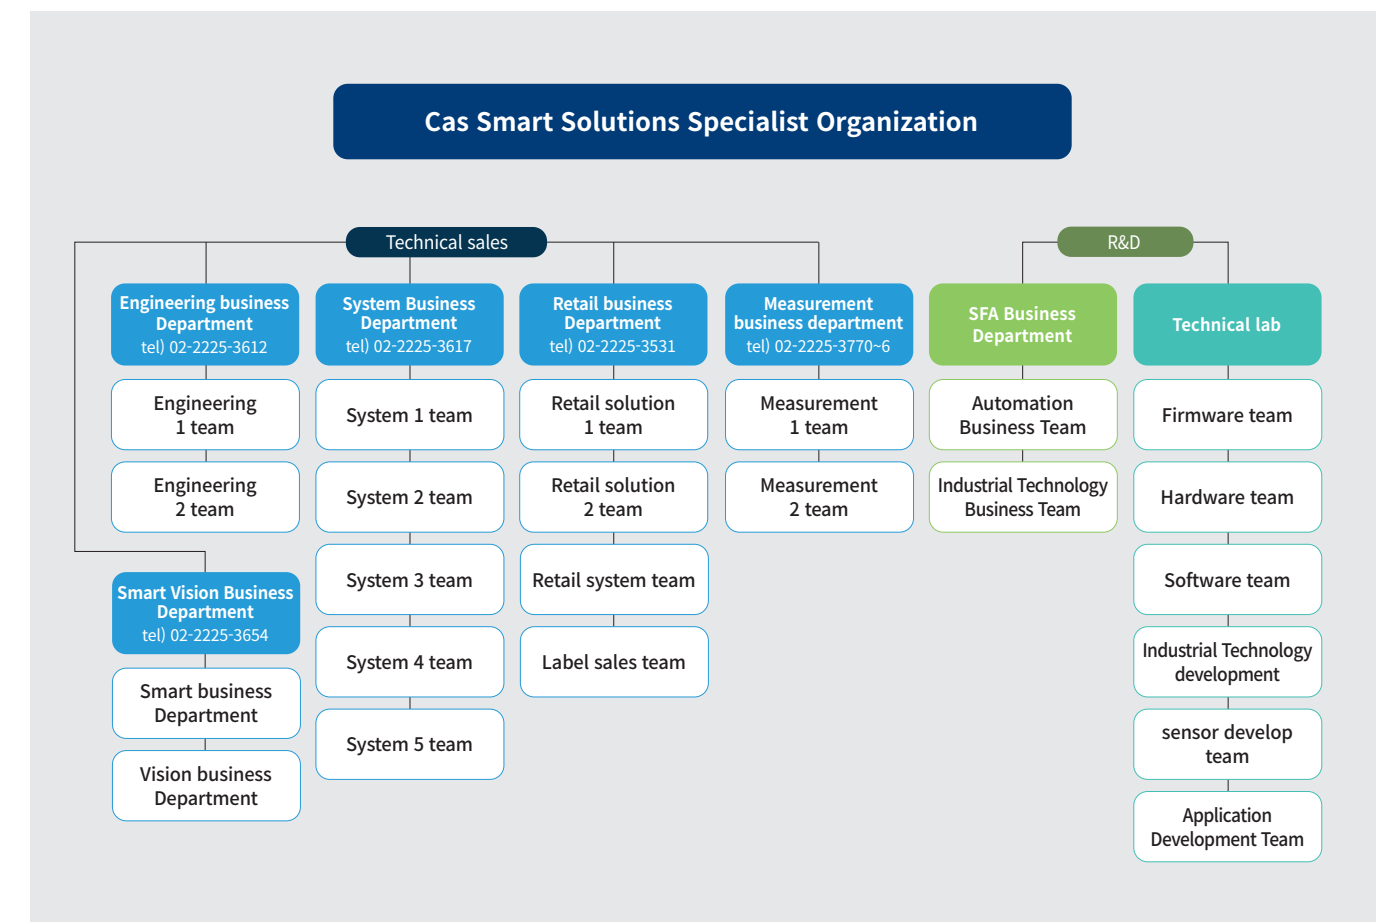 Cas Smart Solutions Specialist Organization
Technical sales
Engineering business
Department
tel) 02-2225-3612
Engineering
1 team
Engineering
2 team
Smart Vision Business
Department
tel) 02-2225-3654
Smart business
Department
Vision business
Department
System Business
Department
tel) 02-2225-3617
System 1 team
System 2 team
System 3 team
System 4 team
System 5 team
Retail business
Department
tel) 02-2225-3531
Retail solution
1 team
Retail solution
2 team
Retail system team
Label sales team
Measurement
business department
tel) 02-2225-3770~6
Measurement
1 team
Measurement
2 team
R&D
SFA Business
Department
Automation
Business Team
Industrial Technology
Business Team
Technical lab
Firmware team
Hardware team
Software team
Industrial Technology
development
sensor develop
team
Application
Development Team